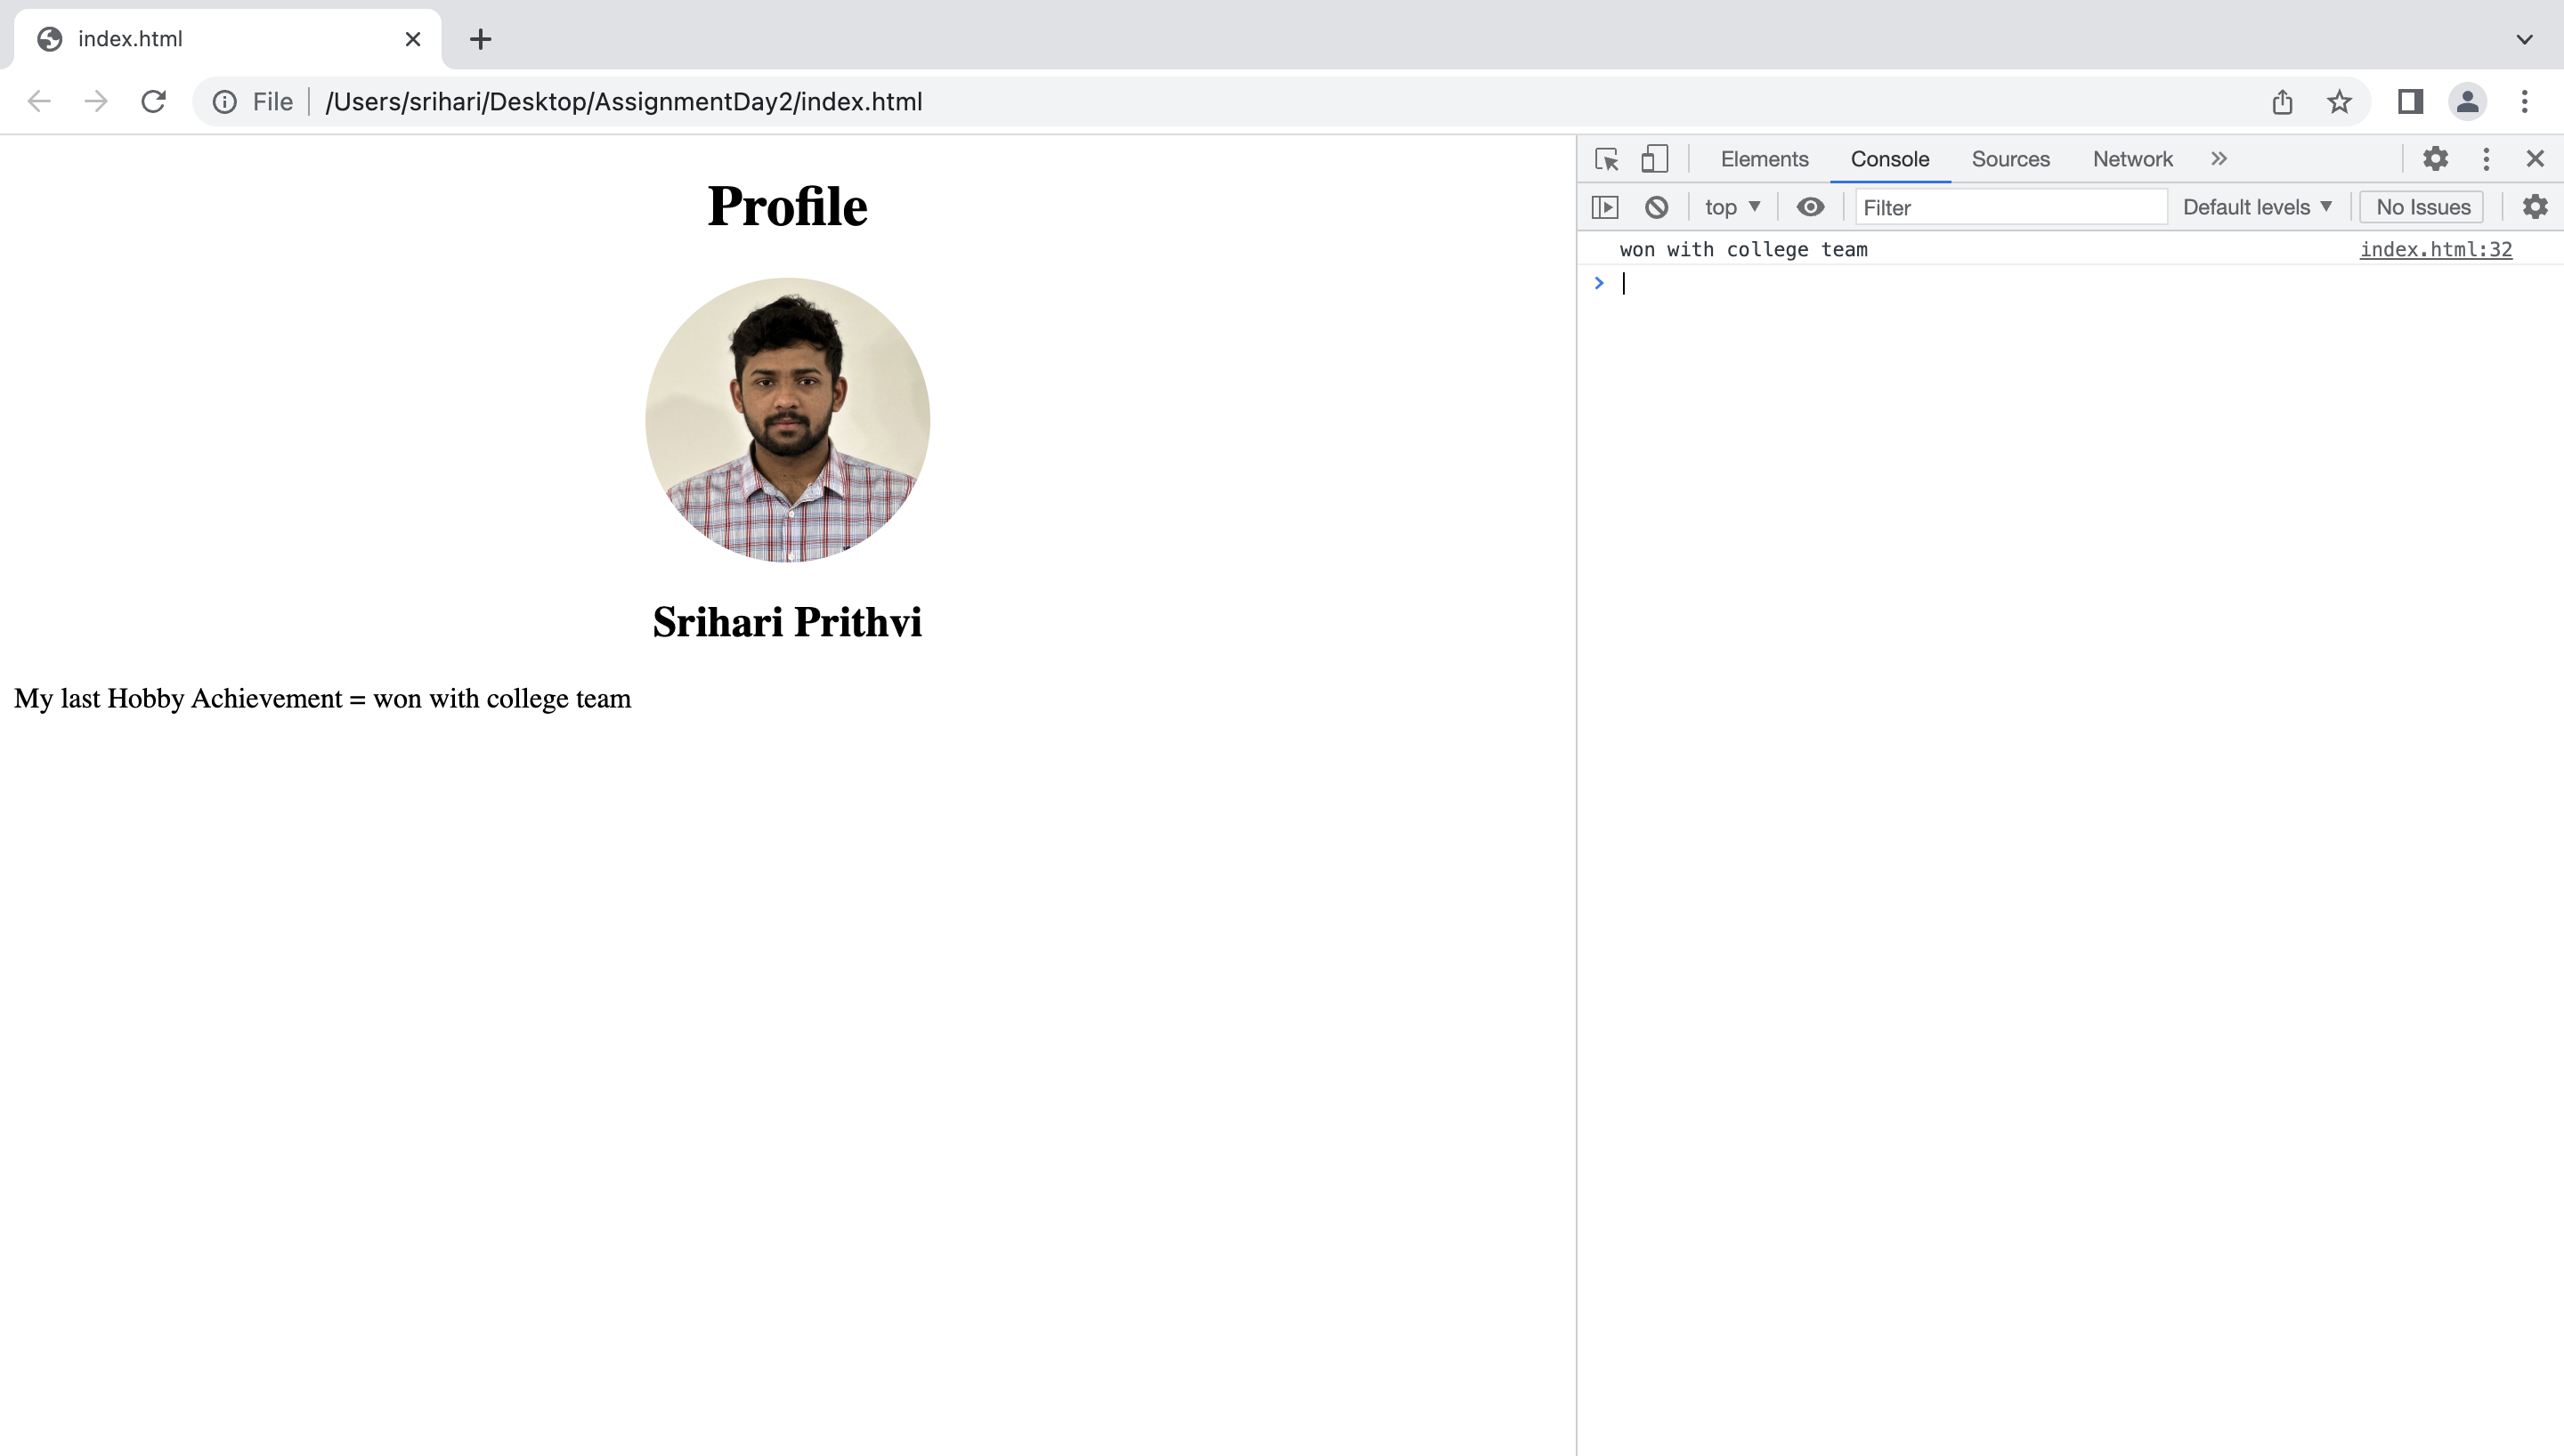 index.html
File /Users/srihari/Desktop/AssignmentDay2/index.html
Profile
Srihari Prithvi
My last Hobby Achievement = won with college team
Elements Console Sources Network
top Filter Default levels No Issues
won with college team index.html:32